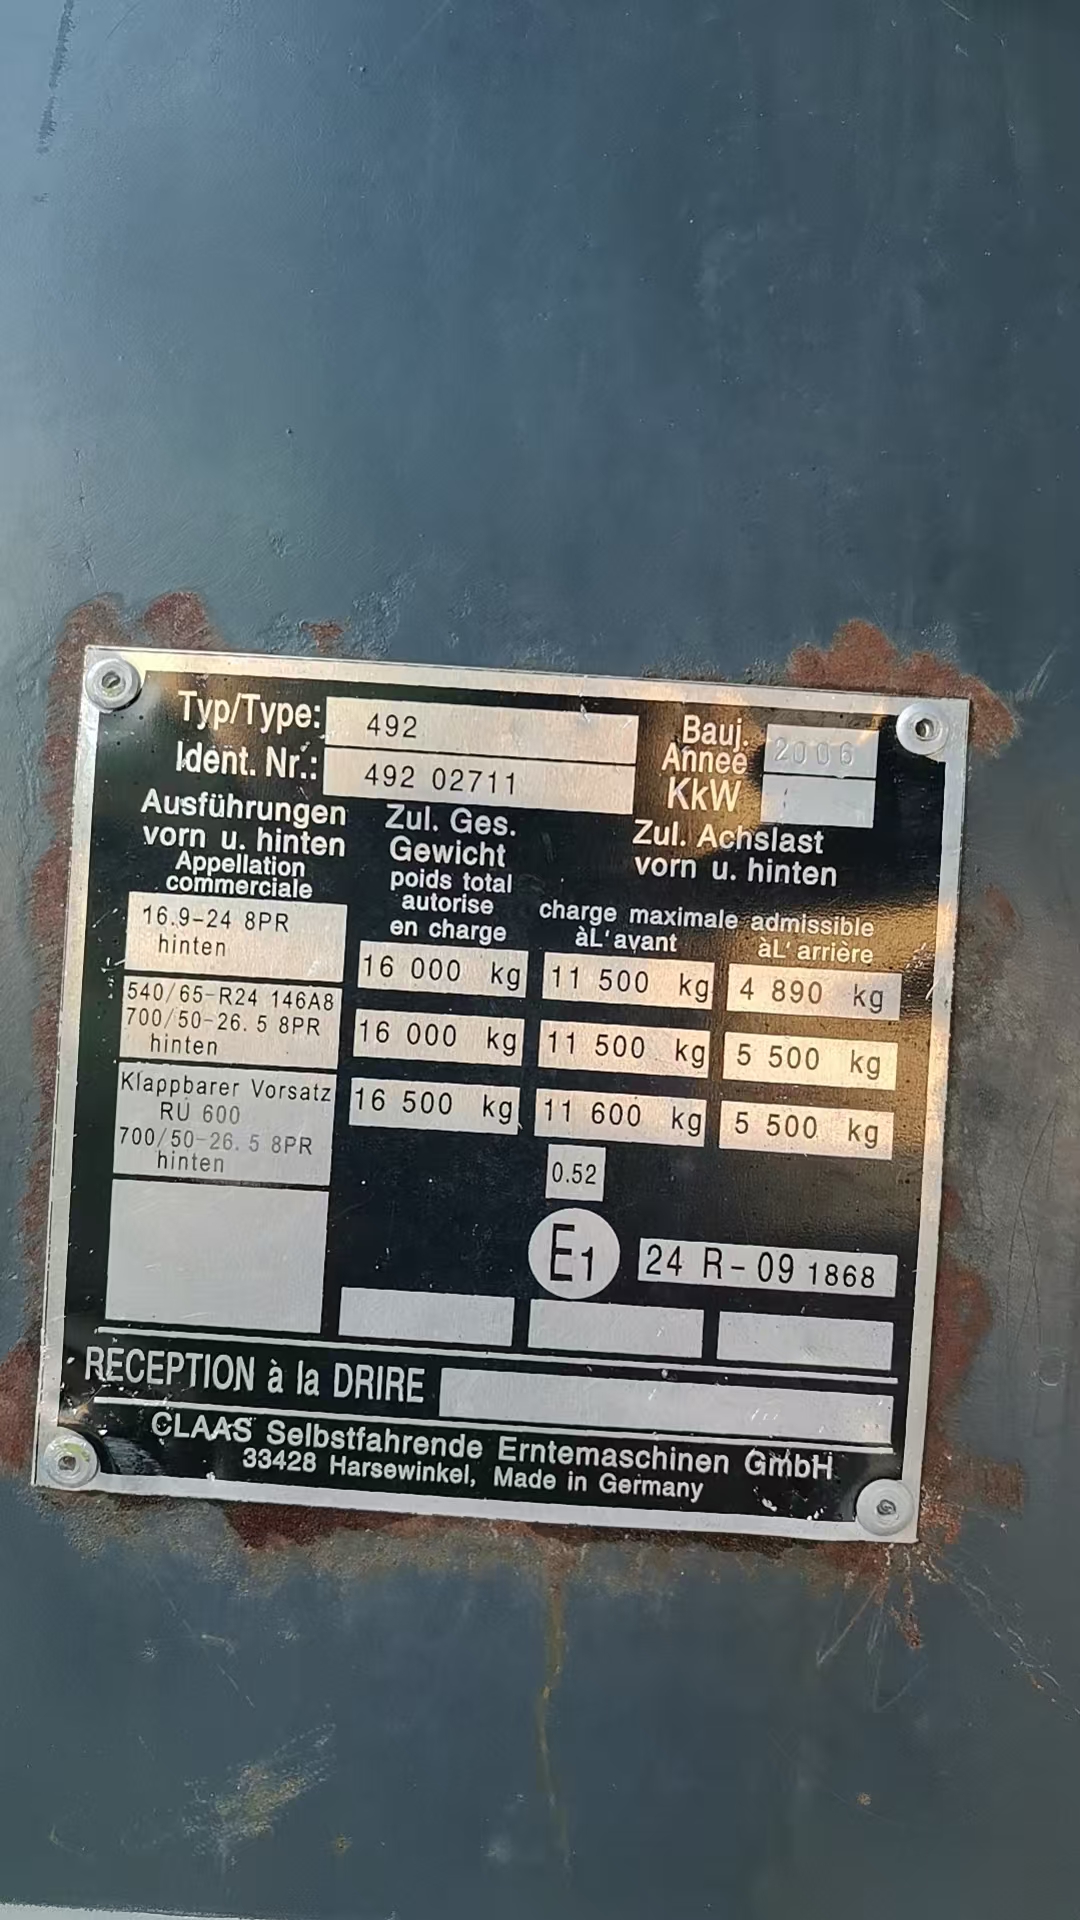 Typ/Type: 492
Bauj.
Année 2006
Ident. Nr.: 492 02711
KkW
Ausführungen
vorn u. hinten
Appellation
commerciale
Zul. Ges.
Gewicht
poids total
autorise
en charge
Zul. Achslast
vorn u. hinten
charge maximale admissible
àL'avant àL'arrière
16.9-24 8PR
hinten
16 000 kg 11 500 kg 4 890 kg
540/65-R24 146A8
700/50-26.5 8PR
hinten
16 000 kg 11 500 kg 5 500 kg
Klappbarer Vorsatz
RU 600
700/50-26.5 8PR
hinten
16 500 kg 11 600 kg 5 500 kg
0.52
E1 24 R-09 1868
RECEPTION à la DRIRE
CLAAS Selbstfahrende Erntemaschinen GmbH
33428 Harsewinkel, Made in Germany